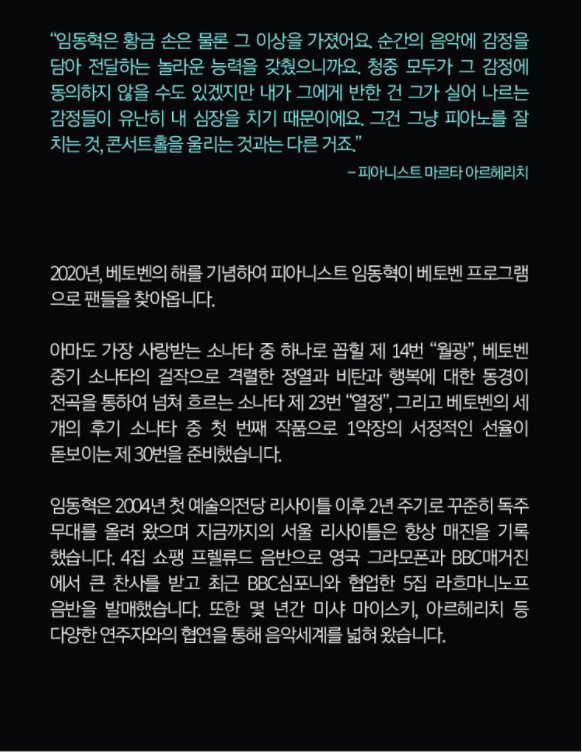 “임동혁은 황금 손은 물론 그 이상을 가졌어요. 순간의 음악에 감정을
담아 전달하는 놀라운 능력을 갖췄으니까요. 청중 모두가 그 감정에
동의하지 않을 수도 있겠지만 내가 그에게 반한 건 그가 실어 나르는
감정들이 유난히 내 심장을 치기 때문이에요. 그건 그냥 피아노를 잘
치는 것, 콘서트홀을 울리는 것과는 다른 거죠.”
– 피아니스트 마르타 아르헤리치
2020년, 베토벤의 해를 기념하여 피아니스트 임동혁이 베토벤 프로그램
으로 팬들을 찾아옵니다.
아마도 가장 사랑받는 소나타 중 하나로 꼽힐 제 14번 “월광”, 베토벤
중기 소나타의 걸작으로 격렬한 정열과 비탄과 행복에 대한 동경이
전곡을 통하여 넘쳐 흐르는 소나타 제 23번 “열정”, 그리고 베토벤의 세
개의 후기 소나타 중 첫 번째 작품으로 1악장의 서정적인 선율이
돋보이는 제 30번을 준비했습니다.
임동혁은 2004년 첫 예술의전당 리사이틀 이후 2년 주기로 꾸준히 독주
무대를 올려 왔으며 지금까지의 서울 리사이틀은 항상 매진을 기록
했습니다. 4집 쇼팽 프렐류드 음반으로 영국 그라모폰과 BBC매거진
에서 큰 찬사를 받고 최근 BBC심포니와 협업한 5집 라흐마니노프
음반을 발매했습니다. 또한 몇 년간 미샤 마이스키, 아르헤리치 등
다양한 연주자와의 협연을 통해 음악세계를 넓혀 왔습니다.